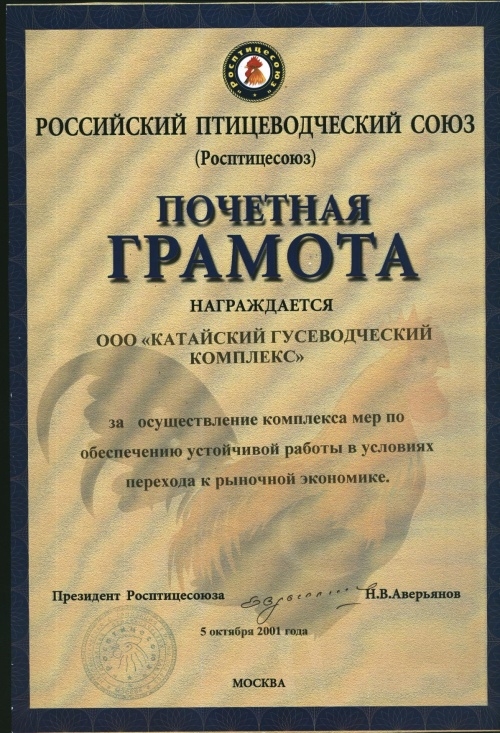 "Росптицесоюз"
РОССИЙСКИЙ ПТИЦЕВОДЧЕСКИЙ СОЮЗ
(Росптицесоюз)
ПОЧЕТНАЯ
ГРАМОТА
НАГРАЖДАЕТСЯ
ООО «КАТАЙСКИЙ ГУСЕВОДЧЕСКИЙ
КОМПЛЕКС»
за осуществление комплекса мер по
обеспечению устойчивой работы в условиях
перехода к рыночной экономике.
Президент Росптицесоюза Н.В.Аверьянов
5 октября 2001 года
Росптицесоюз
МОСКВА